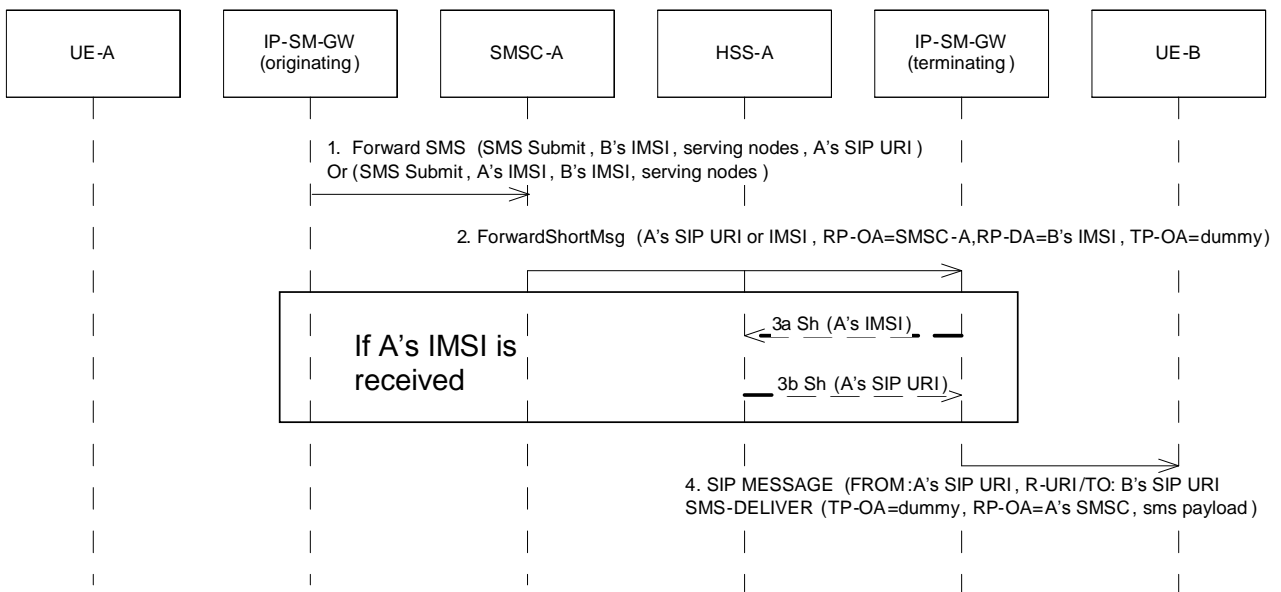 UE-A
IP-SM-GW
(originating)
SMSC-A
HSS-A
IP-SM-GW
(terminating)
UE-B
1. Forward SMS (SMS Submit, B's IMSI, serving nodes, A's SIP URI)
Or (SMS Submit, A's IMSI, B's IMSI, serving nodes)
2. ForwardShortMsg (A's SIP URI or IMSI, RP-OA=SMSC-A,RP-DA=B's IMSI, TP-OA=dummy)
If A's IMSI is
received
3a Sh (A's IMSI)
3b Sh (A's SIP URI)
4. SIP MESSAGE (FROM:A's SIP URI, R-URI/TO: B's SIP URI
SMS-DELIVER (TP-OA=dummy, RP-OA=A's SMSC, sms payload)